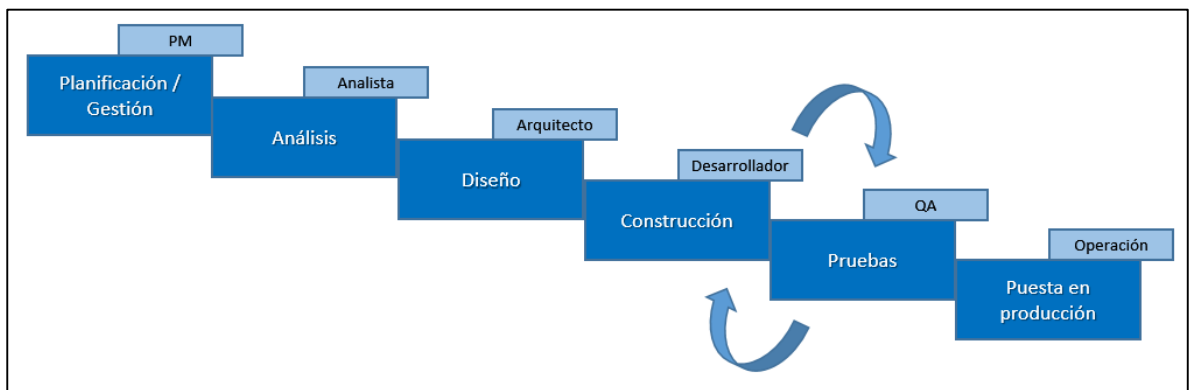 PM
Planificación /
Gestión
Analista
Análisis
Arquitecto
Diseño
Desarrollador
Construcción
QA
Pruebas
Operación
Puesta en
producción